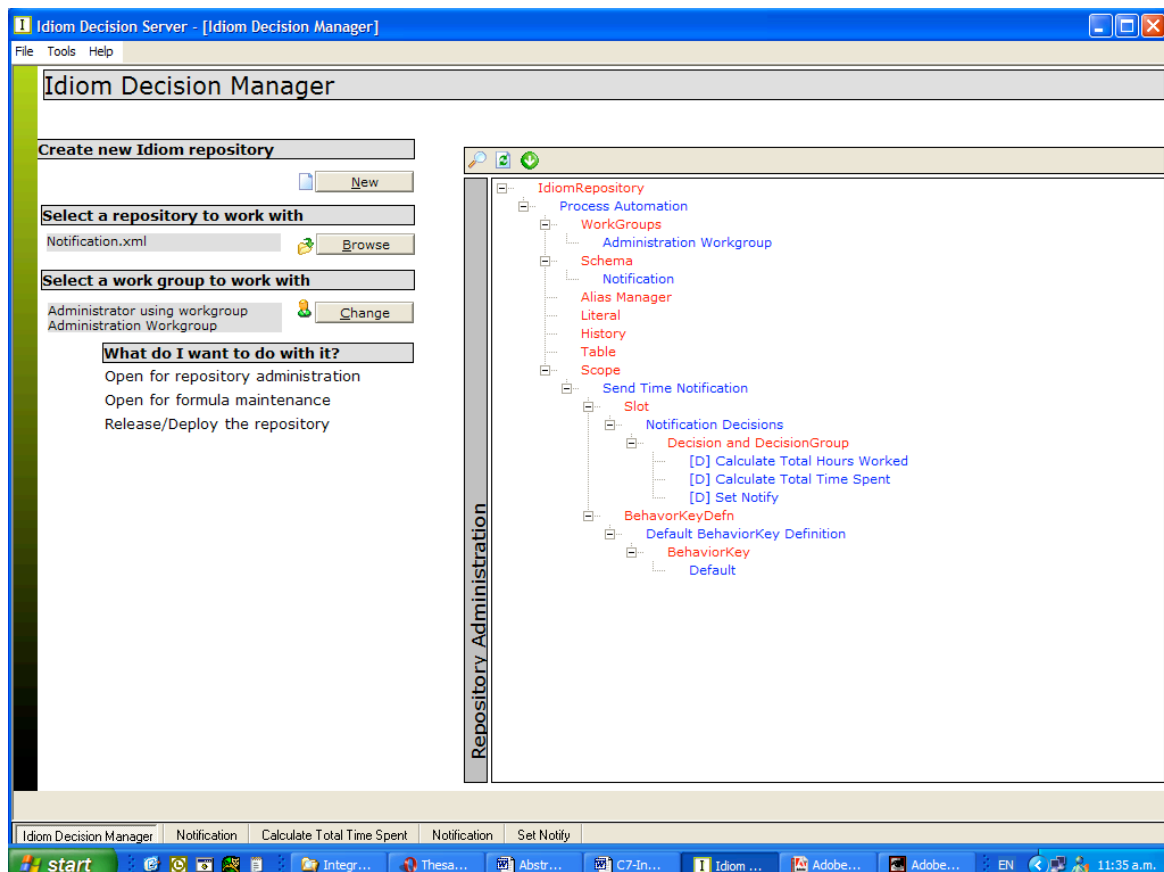 Idiom Decision Server - [Idiom Decision Manager]
File Tools Help
Idiom Decision Manager
Create new Idiom repository
New
Select a repository to work with
Notification.xml
Browse
Select a work group to work with
Administrator using workgroup
Administration Workgroup
Change
What do I want to do with it?
Open for repository administration
Open for formula maintenance
Release/Deploy the repository
Repository Administration
IdiomRepository
Process Automation
WorkGroups
Administration Workgroup
Schema
Notification
Alias Manager
Literal
History
Table
Scope
Send Time Notification
Slot
Notification Decisions
Decision and DecisionGroup
[D] Calculate Total Hours Worked
[D] Calculate Total Time Spent
[D] Set Notify
BehavorKeyDefn
Default BehaviorKey Definition
BehaviorKey
Default
Idiom Decision Manager Notification Calculate Total Time Spent Notification Set Notify
start Integr... Thesa... Abstr... C7-In... Idiom ... Adobe... Adobe... EN 11:35 a.m.